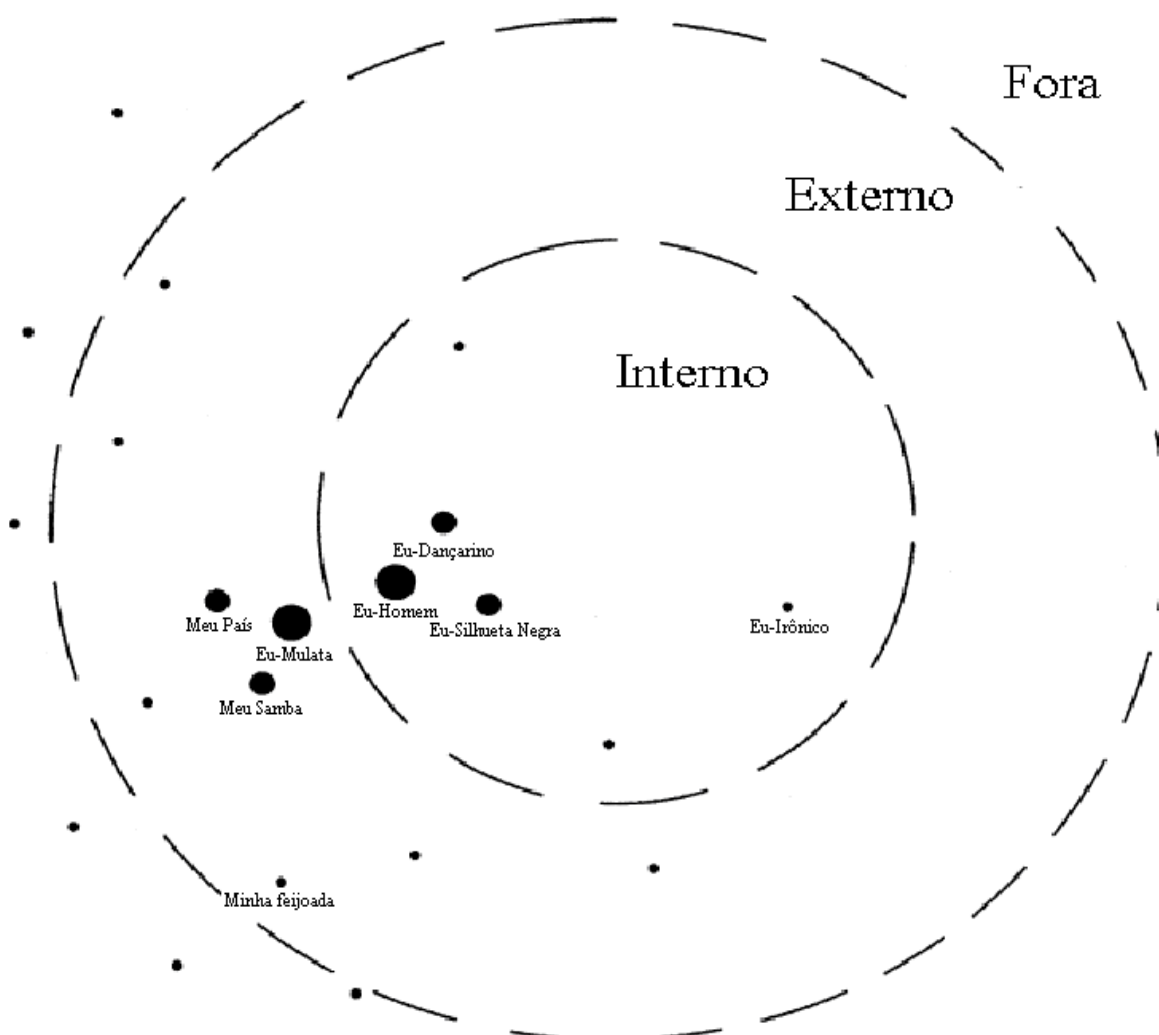 Fora
Externo
Interno
Eu-Dançarino
Eu-Homem
Eu-Silhueta Negra
Eu-Irônico
Meu País
Eu-Mulata
Meu Samba
Minha feijoada